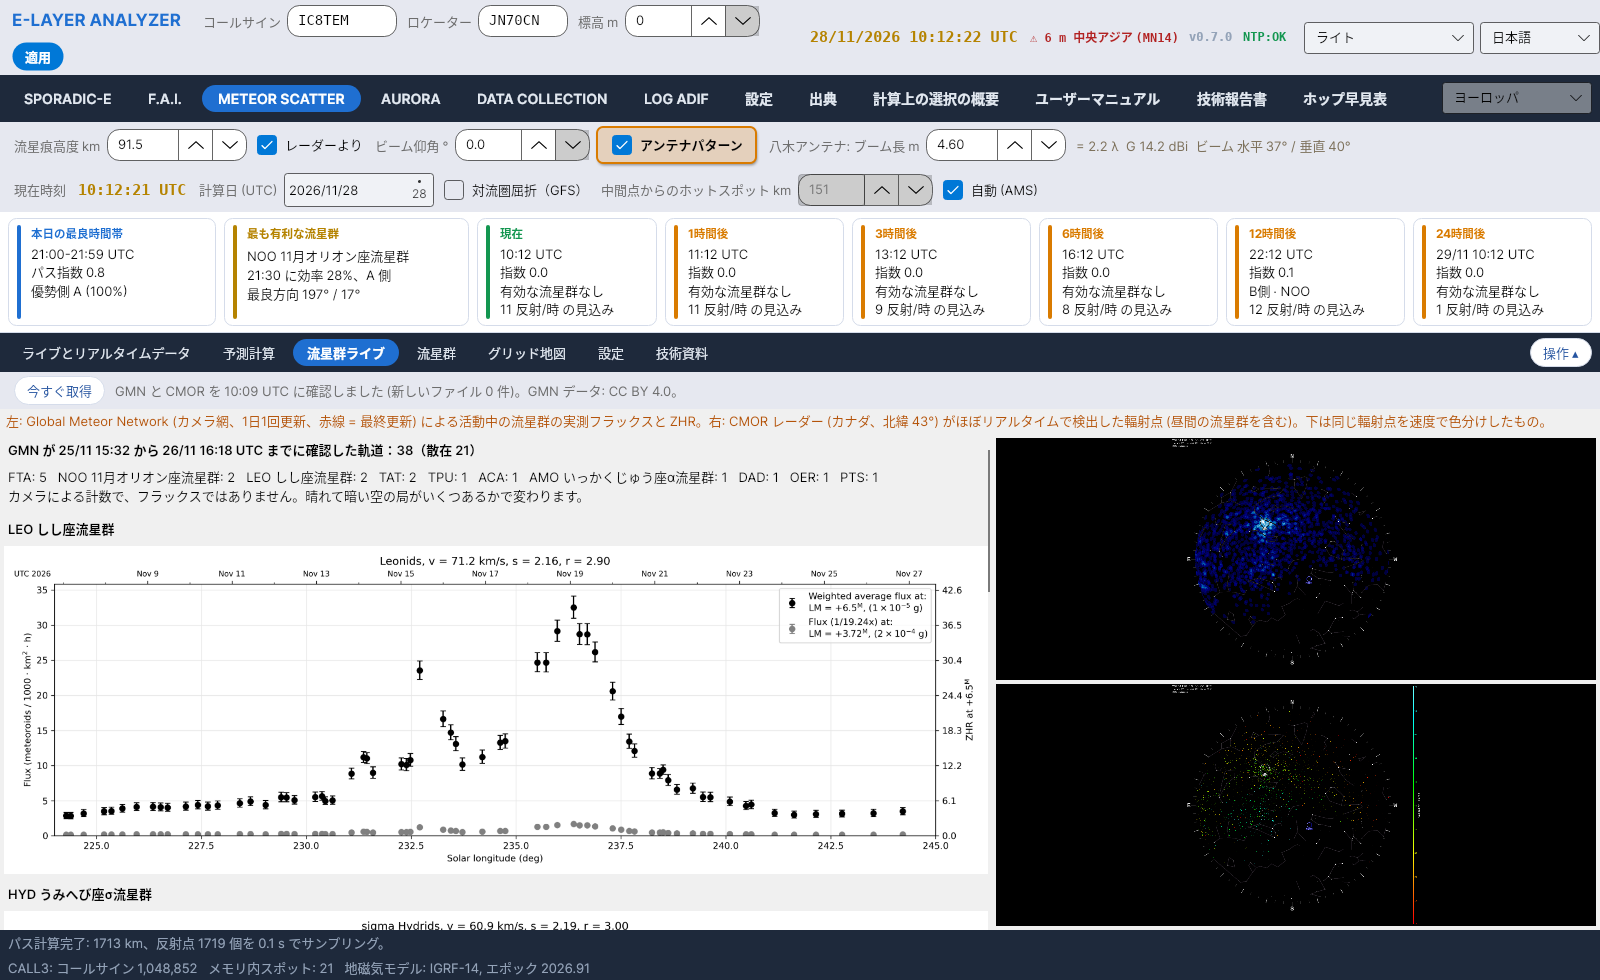 E-LAYER ANALYZER コールサイン IC8TEM ロケーター JN70CN 標高 m 0
28/11/2026 10:12:22 UTC ⚠ 6 m 中央アジア (MN14) v0.7.0 NTP:OK ライト 日本語
適用
SPORADIC-E F.A.I. METEOR SCATTER AURORA DATA COLLECTION LOG ADIF 設定 出典 計算上の選択の概要 ユーザーマニュアル 技術報告書 ホップ早見表 ヨーロッパ
流星痕高度 km 91.5 レーダーより ビーム仰角 ° 0.0 アンテナパターン 八木アンテナ: ブーム長 m 4.60 = 2.2 λ G 14.2 dBi ビーム 水平 37° / 垂直 40°
現在時刻 10:12:21 UTC 計算日 (UTC) 2026/11/28 28 対流圏屈折（GFS） 中間点からのホットスポット km 151 自動 (AMS)
本日の最良時間帯
21:00-21:59 UTC
パス指数 0.8
優勢側 A (100%)
最も有利な流星群
NOO 11月オリオン座流星群
21:30 に効率 28%、A 側
最良方向 197° / 17°
現在
10:12 UTC
指数 0.0
有効な流星群なし
11 反射/時 の見込み
1時間後
11:12 UTC
指数 0.0
有効な流星群なし
11 反射/時 の見込み
3時間後
13:12 UTC
指数 0.0
有効な流星群なし
9 反射/時 の見込み
6時間後
16:12 UTC
指数 0.0
有効な流星群なし
8 反射/時 の見込み
12時間後
22:12 UTC
指数 0.1
B側 · NOO
12 反射/時 の見込み
24時間後
29/11 10:12 UTC
指数 0.0
有効な流星群なし
1 反射/時 の見込み
ライブとリアルタイムデータ 予測計算 流星群ライブ 流星群 グリッド地図 設定 技術資料 操作 ▴
今すぐ取得 GMN と CMOR を 10:09 UTC に確認しました (新しいファイル 0 件)。GMN データ: CC BY 4.0。
左: Global Meteor Network (カメラ網、1日1回更新、赤線 = 最終更新) による活動中の流星群の実測フラックスと ZHR。右: CMOR レーダー (カナダ、北緯 43°) がほぼリアルタイムで検出した輻射点 (昼間の流星群を含む)。下は同じ輻射点を速度で色分けしたもの。
GMN が 25/11 15:32 から 26/11 16:18 UTC までに確認した軌道：38（散在 21）
FTA: 5 NOO 11月オリオン座流星群: 2 LEO しし座流星群: 2 TAT: 2 TPU: 1 ACA: 1 AMO いっかくじゅう座α流星群: 1 DAD: 1 OER: 1 PTS: 1
カメラによる計数で、フラックスではありません。晴れて暗い空の局がいくつあるかで変わります。
LEO しし座流星群
Leonids, v = 71.2 km/s, s = 2.16, r = 2.90
UTC 2026 Nov 9 Nov 11 Nov 13 Nov 15 Nov 17 Nov 19 Nov 21 Nov 23 Nov 25 Nov 27
Weighted average flux at:
LM = +6.5ᴹ, (1 × 10⁻⁵ g)
Flux (1/19.24x) at:
LM = +3.72ᴹ, (2 × 10⁻⁴ g)
Flux (meteoroids / 1000 · km² · h)
35
30
25
20
15
10
5
0
42.6
36.5
30.4
24.4
18.3
12.2
6.1
0.0
ZHR at +6.5ᴹ
225.0 227.5 230.0 232.5 235.0 237.5 240.0 242.5 245.0
Solar longitude (deg)
HYD うみへび座σ流星群
sigma Hydrids, v = 60.9 km/s, s = 2.19, r = 3.00
パス計算完了: 1713 km、反射点 1719 個を 0.1 s でサンプリング。
CALL3: コールサイン 1,048,852 メモリ内スポット: 21 地磁気モデル: IGRF-14, エポック 2026.91